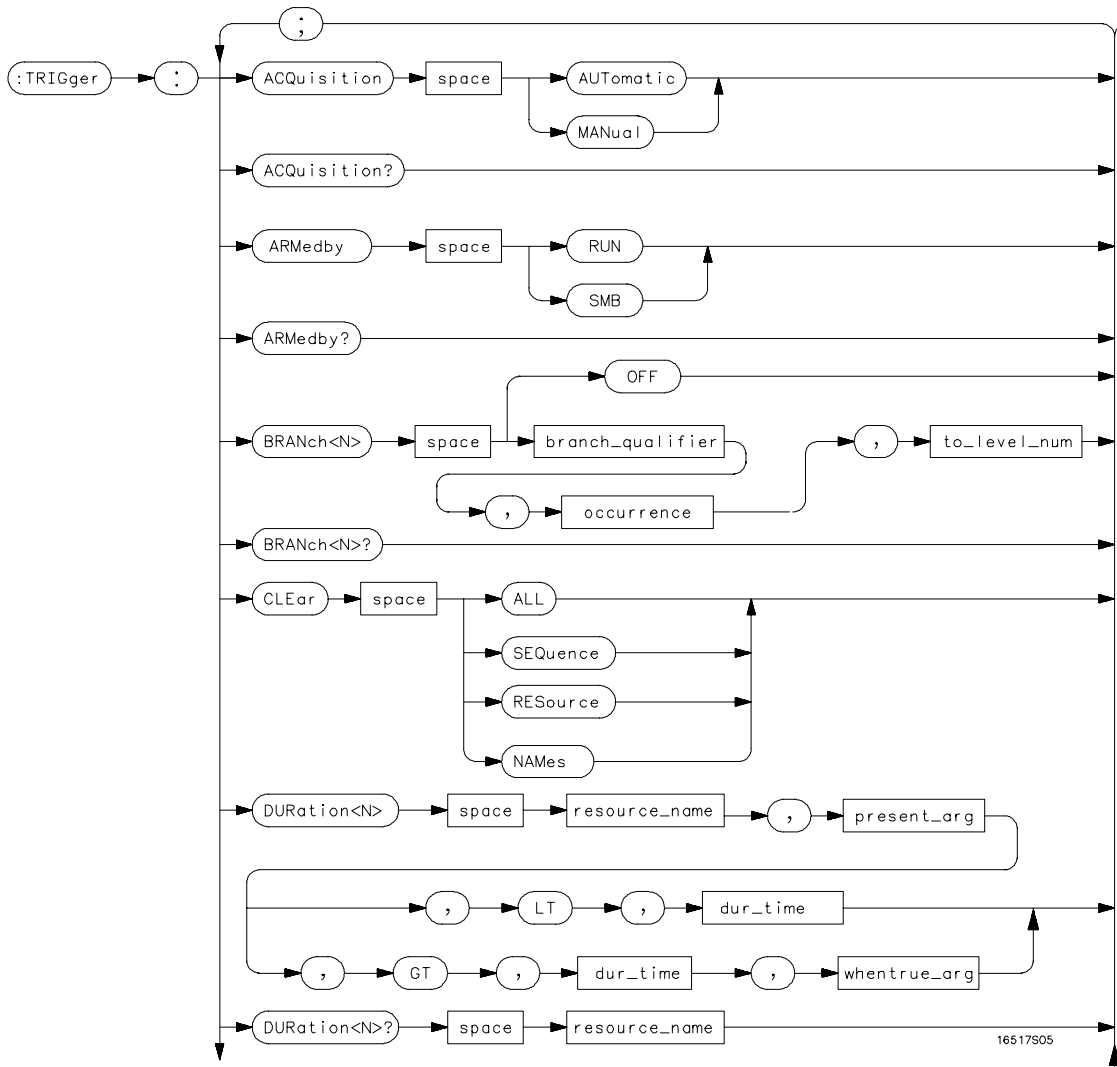 ;
:TRIGger : ACQuisition space AUTomatic
MANual
ACQuisition?
ARMedby space RUN
SMB
ARMedby?
OFF
BRANch<N> space branch_qualifier , to_level_num
, occurrence
BRANch<N>?
CLEar space ALL
SEQuence
RESource
NAMes
DURation<N> space resource_name , present_arg
, LT , dur_time
, GT , dur_time , whentrue_arg
DURation<N>? space resource_name
16517S05